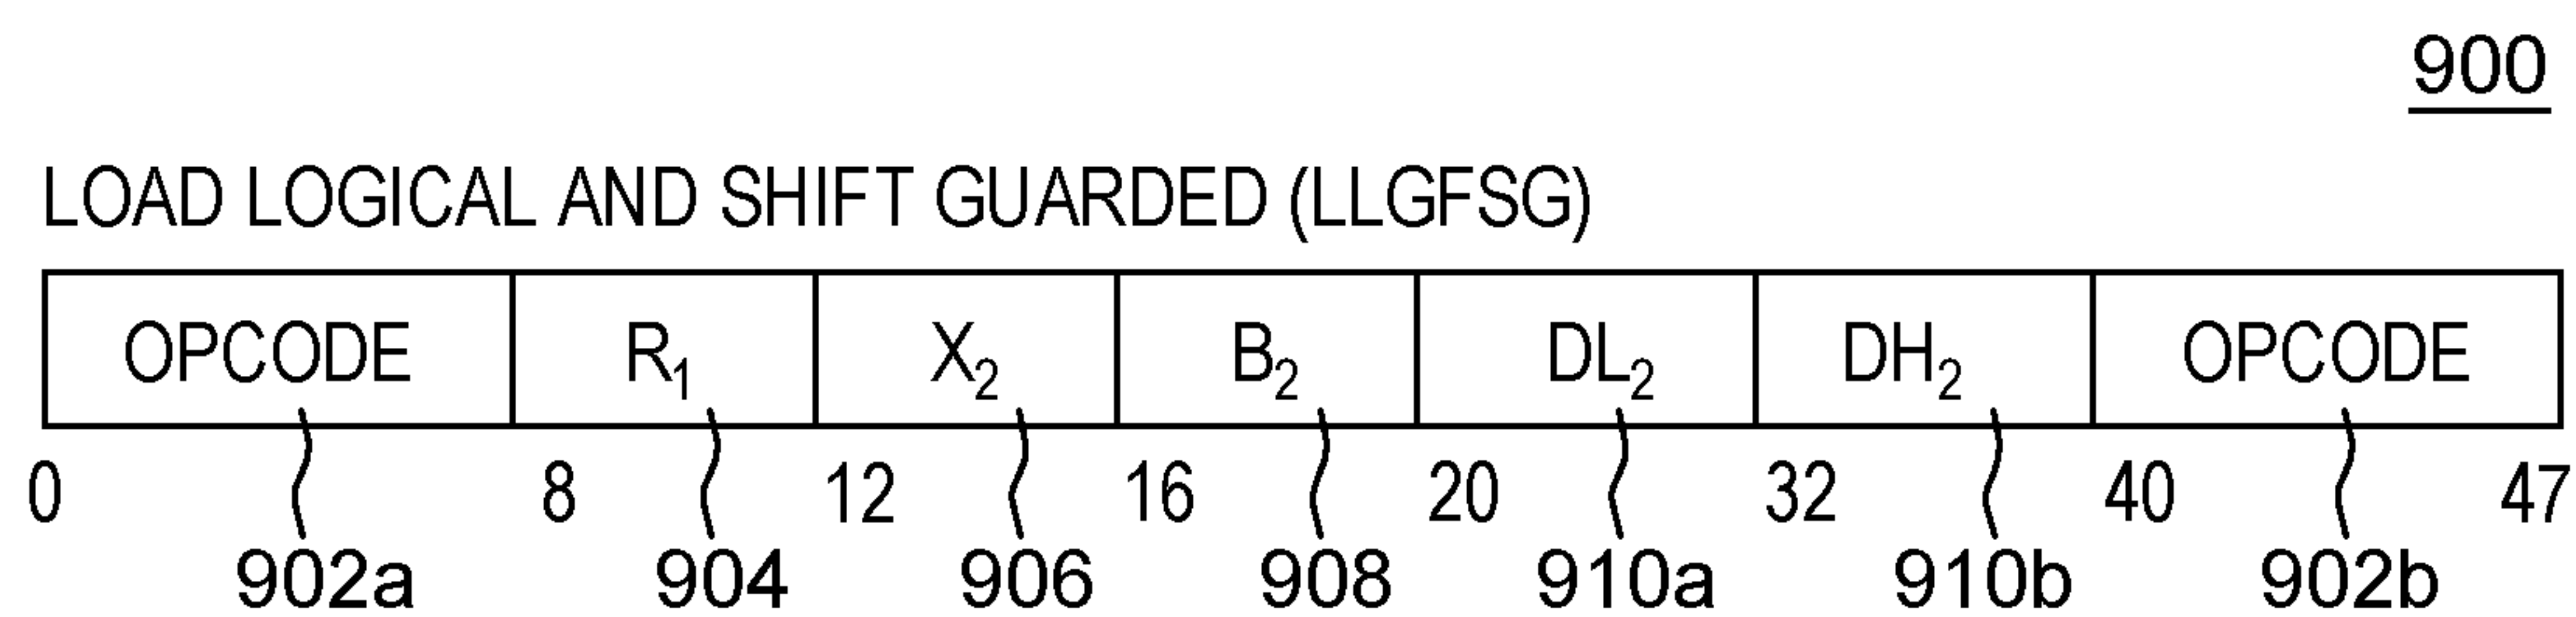 900
LOAD LOGICAL AND SHIFT GUARDED (LLGFSG)
OPCODE R₁ X₂ B₂ DL₂ DH₂ OPCODE
0 8 12 16 20 32 40 47
902a 904 906 908 910a 910b 902b